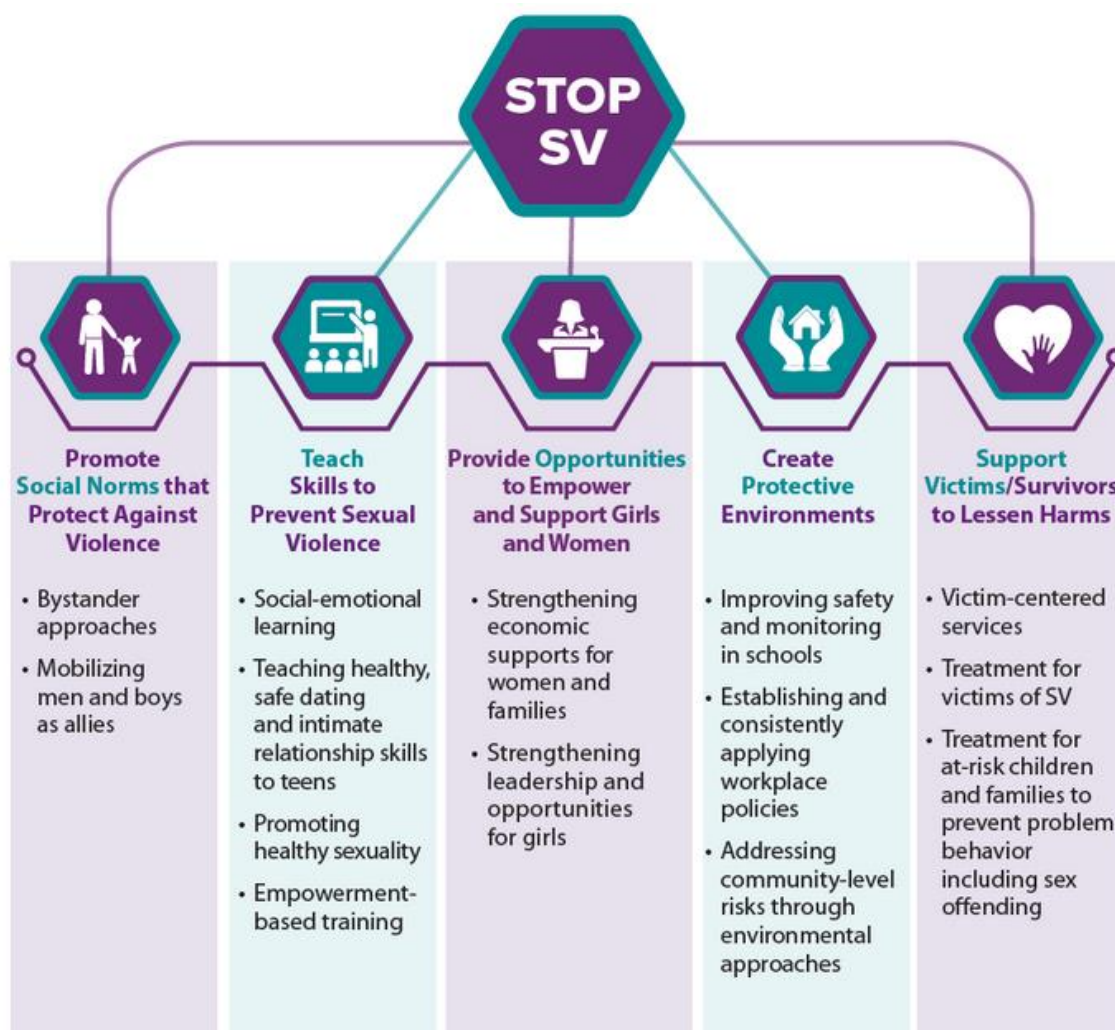 STOP
SV
Promote
Social Norms that
Protect Against
Violence
• Bystander
approaches
• Mobilizing
men and boys
as allies
Teach
Skills to
Prevent Sexual
Violence
• Social-emotional
learning
• Teaching healthy,
safe dating
and intimate
relationship skills
to teens
• Promoting
healthy sexuality
• Empowerment-
based training
Provide Opportunities
to Empower
and Support Girls
and Women
• Strengthening
economic
supports for
women and
families
• Strengthening
leadership and
opportunities
for girls
Create
Protective
Environments
• Improving safety
and monitoring
in schools
• Establishing and
consistently
applying
workplace
policies
• Addressing
community-level
risks through
environmental
approaches
Support
Victims/Survivors
to Lessen Harms
• Victim-centered
services
• Treatment for
victims of SV
• Treatment for
at-risk children
and families to
prevent problem
behavior
including sex
offending